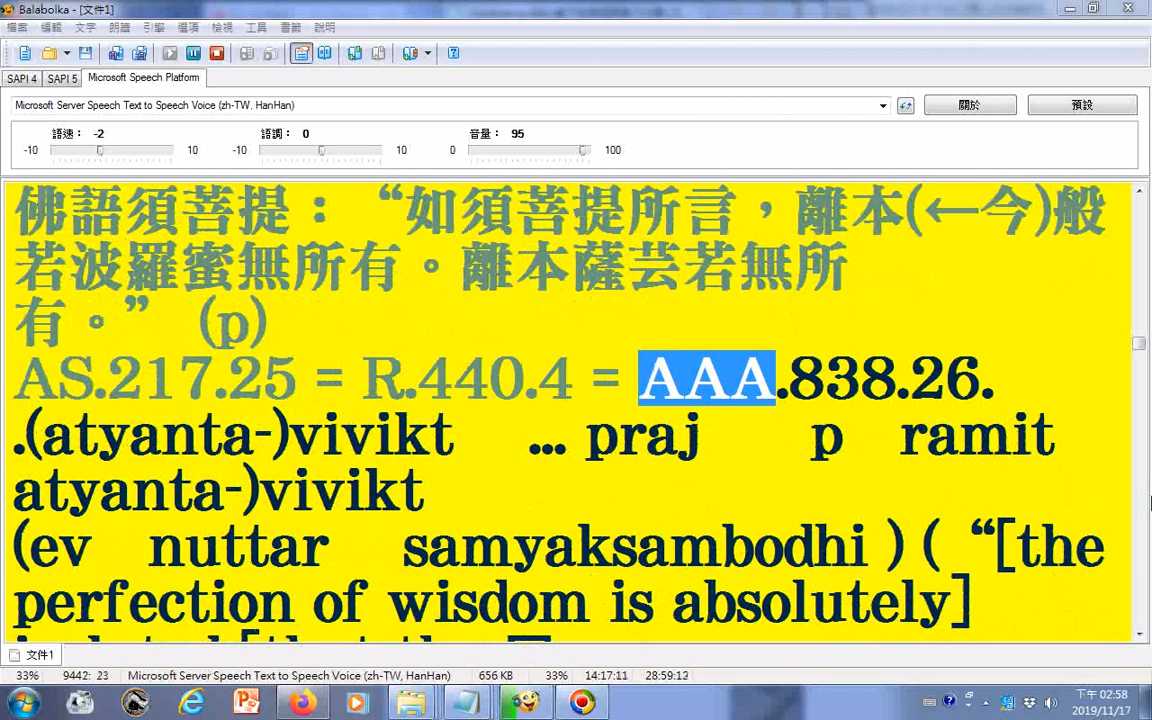 Balabolka - [文件1]
檔案 編輯 文字 朗讀 引擎 選項 檢視 工具 書籤 說明
SAPI 4 SAPI 5 Microsoft Speech Platform
Microsoft Server Speech Text to Speech Voice (zh-TW, HanHan)
關於 預設
語速： -2 語調： 0 音量： 95
-10 10 -10 10 0 100
佛語須菩提： “如須菩提所言，離本(←今)般
若波羅蜜無所有。離本薩芸若無所
有。” (p)
AS.217.25 = R.440.4 = AAA.838.26.
.(atyanta-)vivikt ... praj p ramit
atyanta-)vivikt
(ev nuttar samyaksambodhi ) ( “[the
perfection of wisdom is absolutely]
文件1
33% 9442: 23 Microsoft Server Speech Text to Speech Voice (zh-TW, HanHan) 656 KB 33% 14:17:11 28:59:13
下午 02:58
2019/11/17